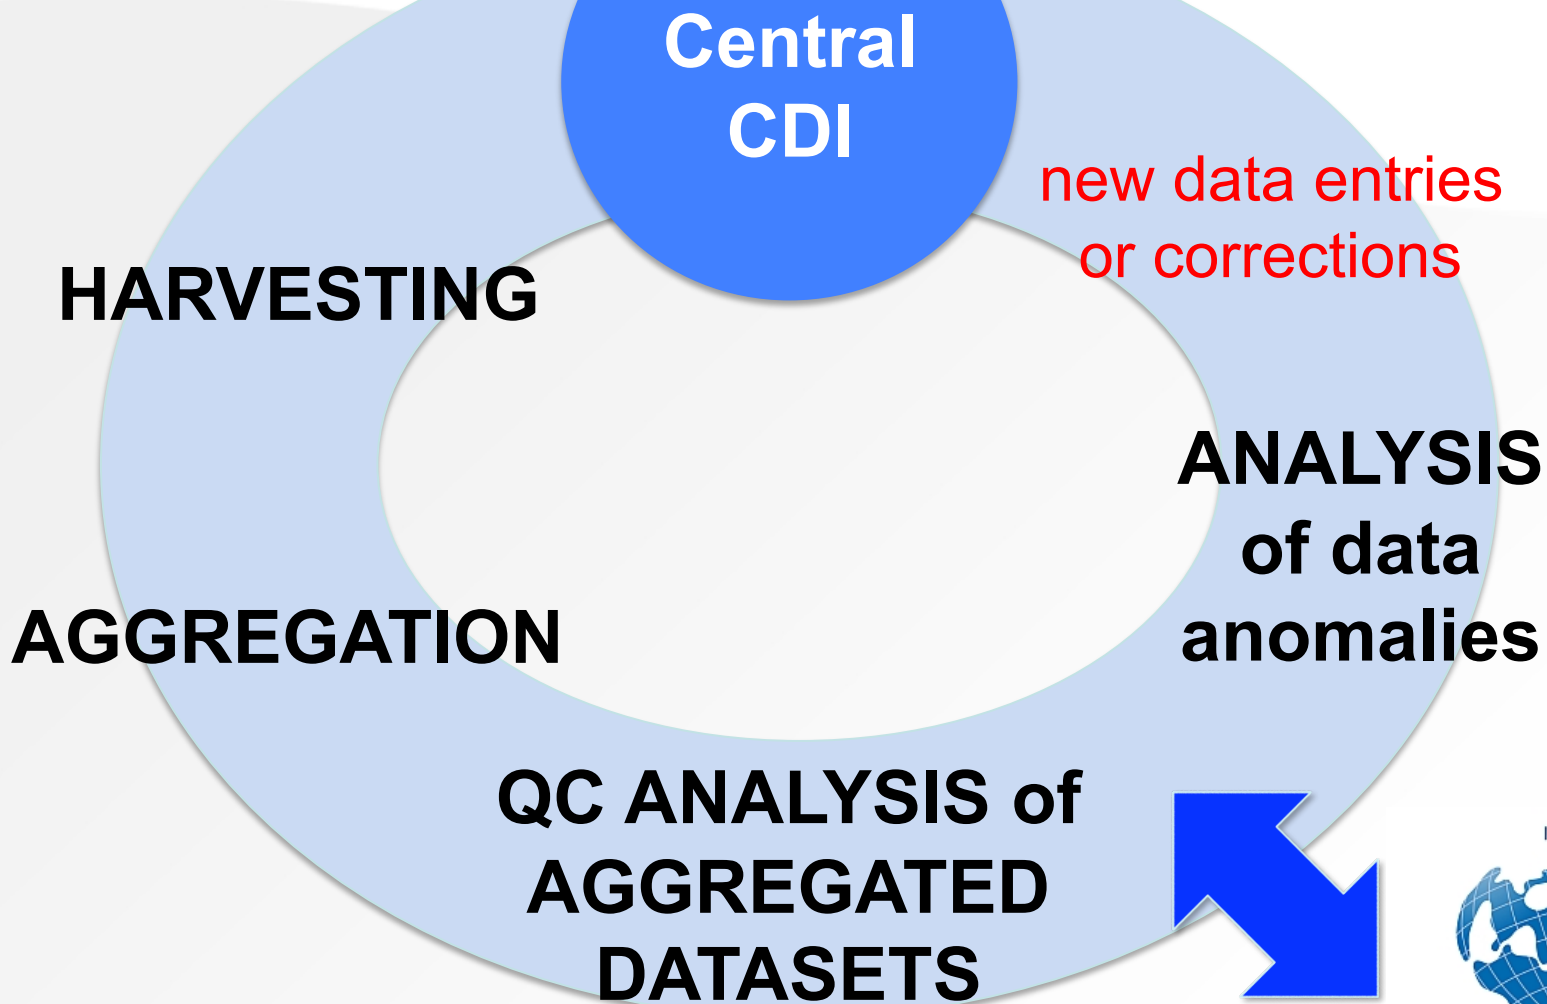 Central
CDI
new data entries
or corrections
HARVESTING
ANALYSIS
of data
anomalies
AGGREGATION
QC ANALYSIS of
AGGREGATED
DATASETS